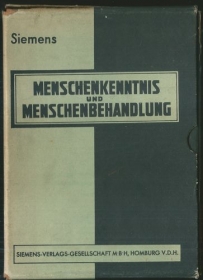 Siemens
MENSCHENKENNTNIS
UND
MENSCHENBEHANDLUNG
SIEMENS-VERLAGS-GESELLSCHAFT M B H, HOMBURG V.D.H.